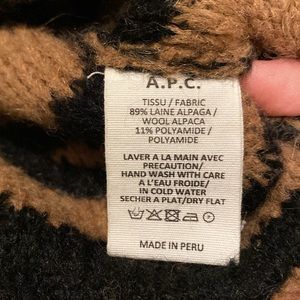 A.P.C.
TISSU / FABRIC
89% LAINE ALPAGA /
WOOL ALPACA
11% POLYAMIDE /
POLYAMIDE
LAVER A LA MAIN AVEC
PRECAUTION/
HAND WASH WITH CARE
A L'EAU FROIDE/
IN COLD WATER
SECHER A PLAT/DRY FLAT
MADE IN PERU